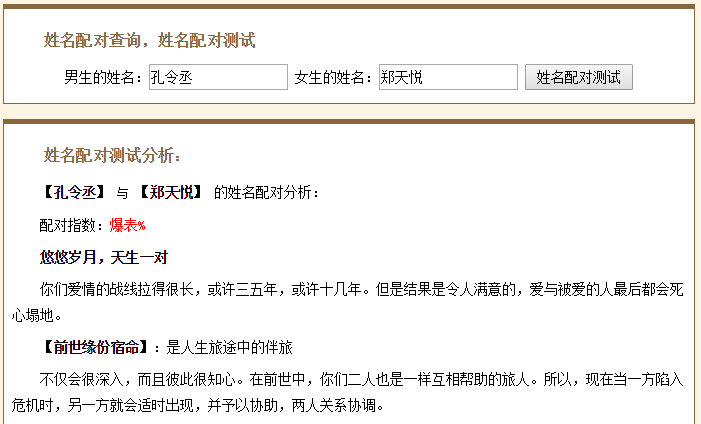 姓名配对查询，姓名配对测试
男生的姓名：孔令丞 女生的姓名：郑天悦 姓名配对测试
姓名配对测试分析：
【孔令丞】 与 【郑天悦】 的姓名配对分析：
配对指数：爆表%
悠悠岁月，天生一对
你们爱情的战线拉得很长，或许三五年，或许十几年。但是结果是令人满意的，爱与被爱的人最后都会死
心塌地。
【前世缘份宿命】：是人生旅途中的伴旅
不仅会很深入，而且彼此很知心。在前世中，你们二人也是一样互相帮助的旅人。所以，现在当一方陷入
危机时，另一方就会适时出现，并予以协助，两人关系协调。